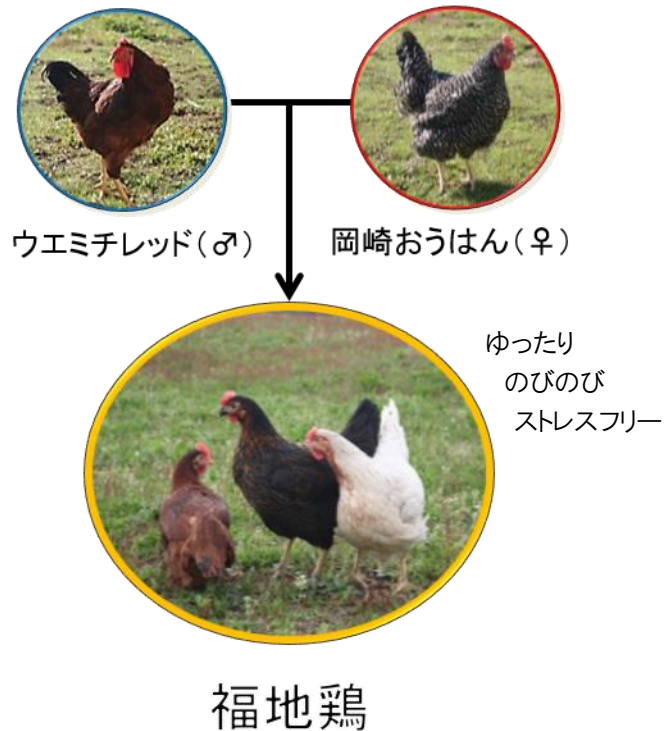 ウエミチレッド(♂)
岡崎おうはん(♀)
ゆったり
のびのび
ストレスフリー
福地鶏